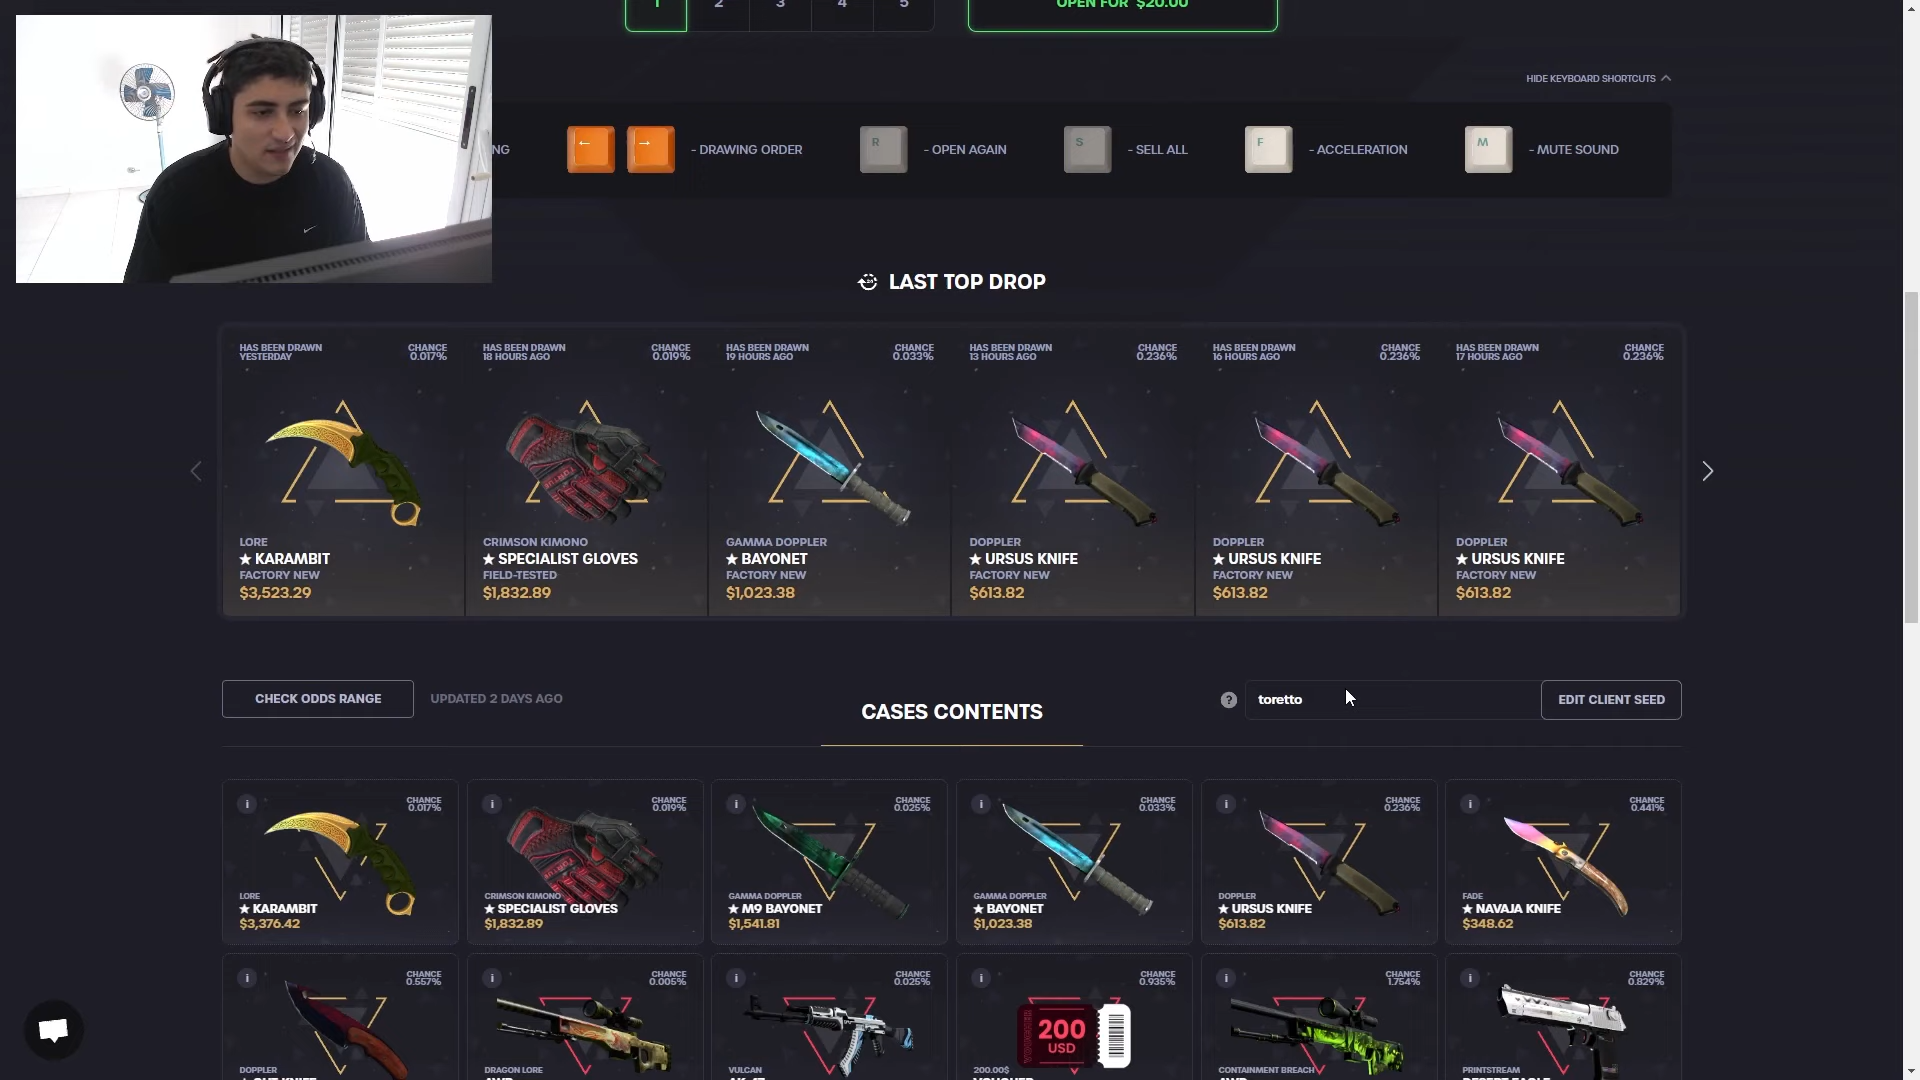 1 2 3 4 5
OPEN FOR $20.00
HIDE KEYBOARD SHORTCUTS
NG
← → - DRAWING ORDER
R - OPEN AGAIN
S - SELL ALL
F - ACCELERATION
M - MUTE SOUND
LAST TOP DROP
HAS BEEN DRAWN
YESTERDAY
CHANCE
0.017%
LORE
★ KARAMBIT
FACTORY NEW
$3,523.29
HAS BEEN DRAWN
18 HOURS AGO
CHANCE
0.019%
CRIMSON KIMONO
★ SPECIALIST GLOVES
FIELD-TESTED
$1,832.89
HAS BEEN DRAWN
19 HOURS AGO
CHANCE
0.033%
GAMMA DOPPLER
★ BAYONET
FACTORY NEW
$1,023.38
HAS BEEN DRAWN
13 HOURS AGO
CHANCE
0.236%
DOPPLER
★ URSUS KNIFE
FACTORY NEW
$613.82
HAS BEEN DRAWN
16 HOURS AGO
CHANCE
0.236%
DOPPLER
★ URSUS KNIFE
FACTORY NEW
$613.82
HAS BEEN DRAWN
17 HOURS AGO
CHANCE
0.236%
DOPPLER
★ URSUS KNIFE
FACTORY NEW
$613.82
CHECK ODDS RANGE
UPDATED 2 DAYS AGO
CASES CONTENTS
? toretto
EDIT CLIENT SEED
i
CHANCE
0.017%
LORE
★ KARAMBIT
$3,376.42
i
CHANCE
0.019%
CRIMSON KIMONO
★ SPECIALIST GLOVES
$1,832.89
i
CHANCE
0.025%
GAMMA DOPPLER
★ M9 BAYONET
$1,541.81
i
CHANCE
0.033%
GAMMA DOPPLER
★ BAYONET
$1,023.38
i
CHANCE
0.236%
DOPPLER
★ URSUS KNIFE
$613.82
i
CHANCE
0.441%
FADE
★ NAVAJA KNIFE
$348.62
i
CHANCE
0.557%
DOPPLER
i
CHANCE
0.005%
DRAGON LORE
AWP
i
CHANCE
0.025%
VULCAN
AK-47
CHANCE
0.935%
200
USD
200.00$
VOUCHER
i
CHANCE
1.754%
CONTAINMENT BREACH
AWP
i
CHANCE
0.829%
PRINTSTREAM
DESERT EAGLE